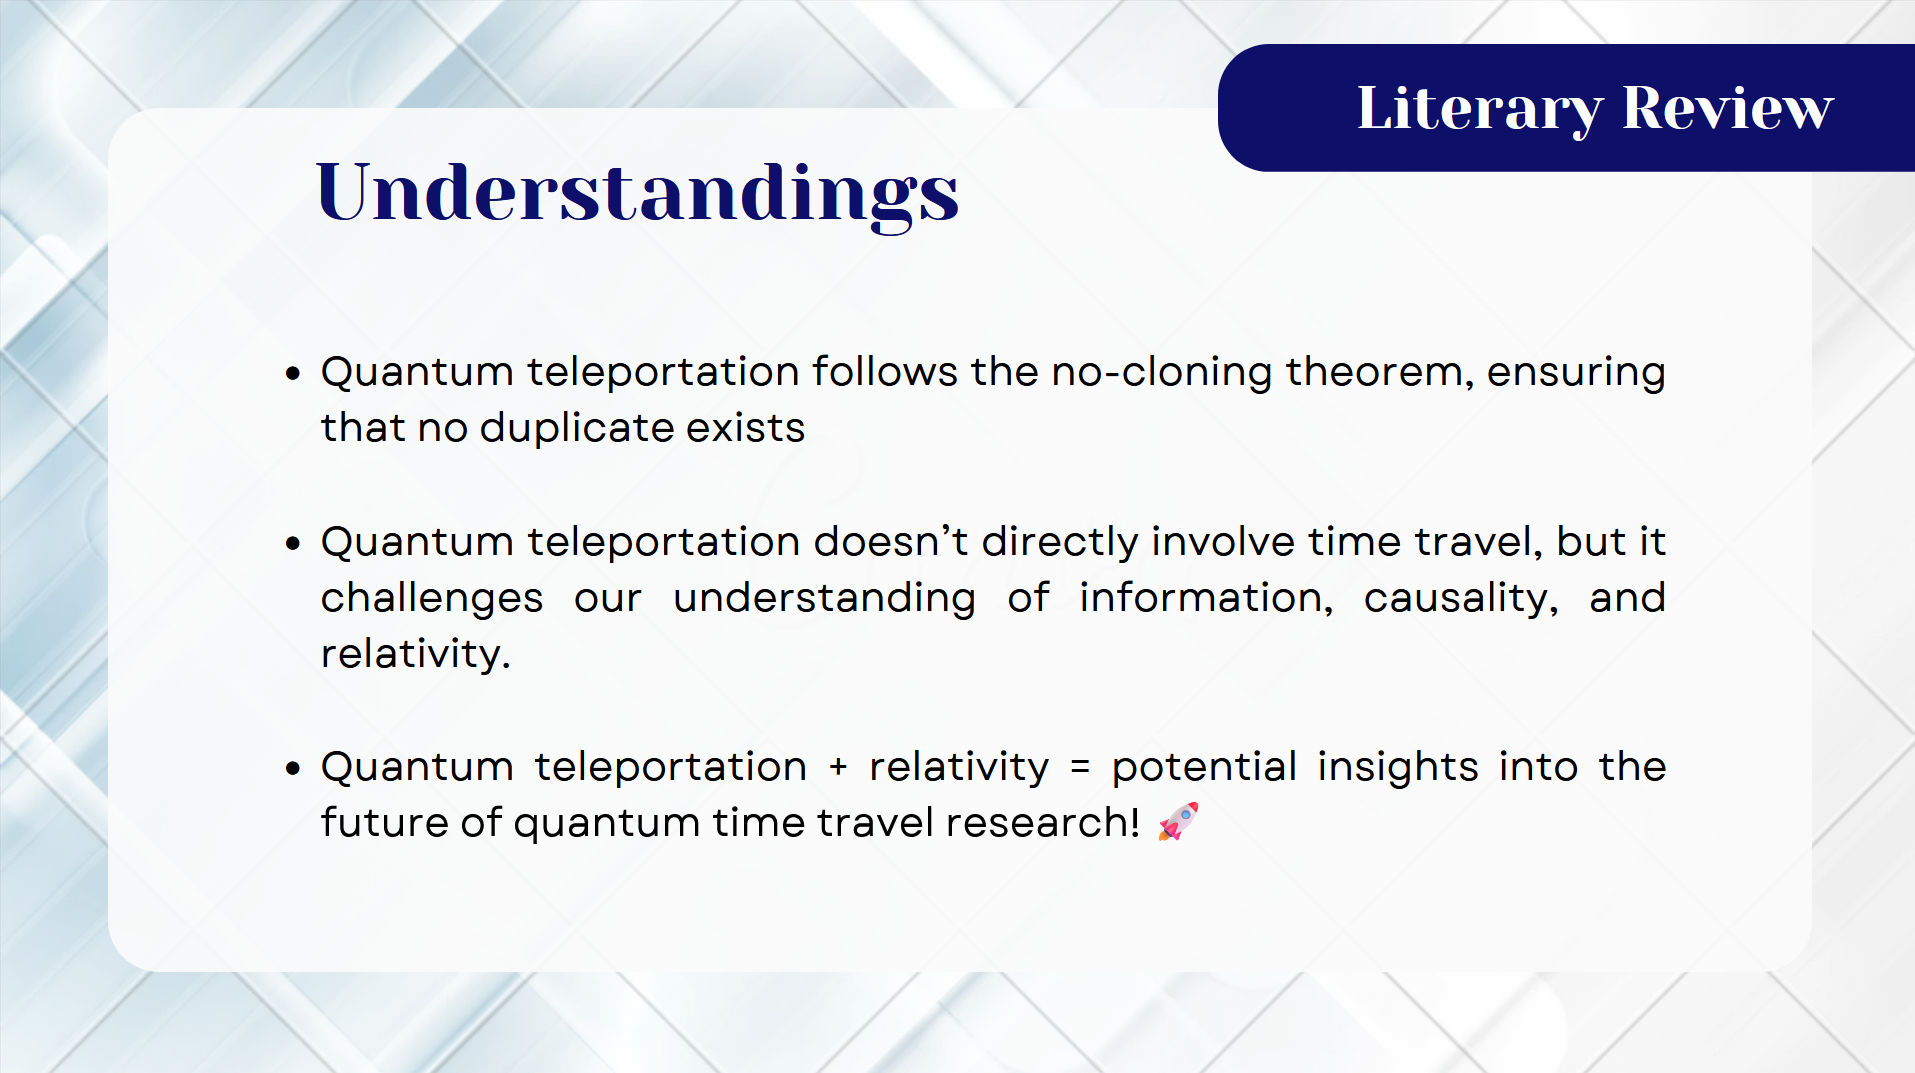 Literary Review
Understandings
• Quantum teleportation follows the no-cloning theorem, ensuring
that no duplicate exists
• Quantum teleportation doesn’t directly involve time travel, but it
challenges our understanding of information, causality, and
relativity.
• Quantum teleportation + relativity = potential insights into the
future of quantum time travel research! 🚀